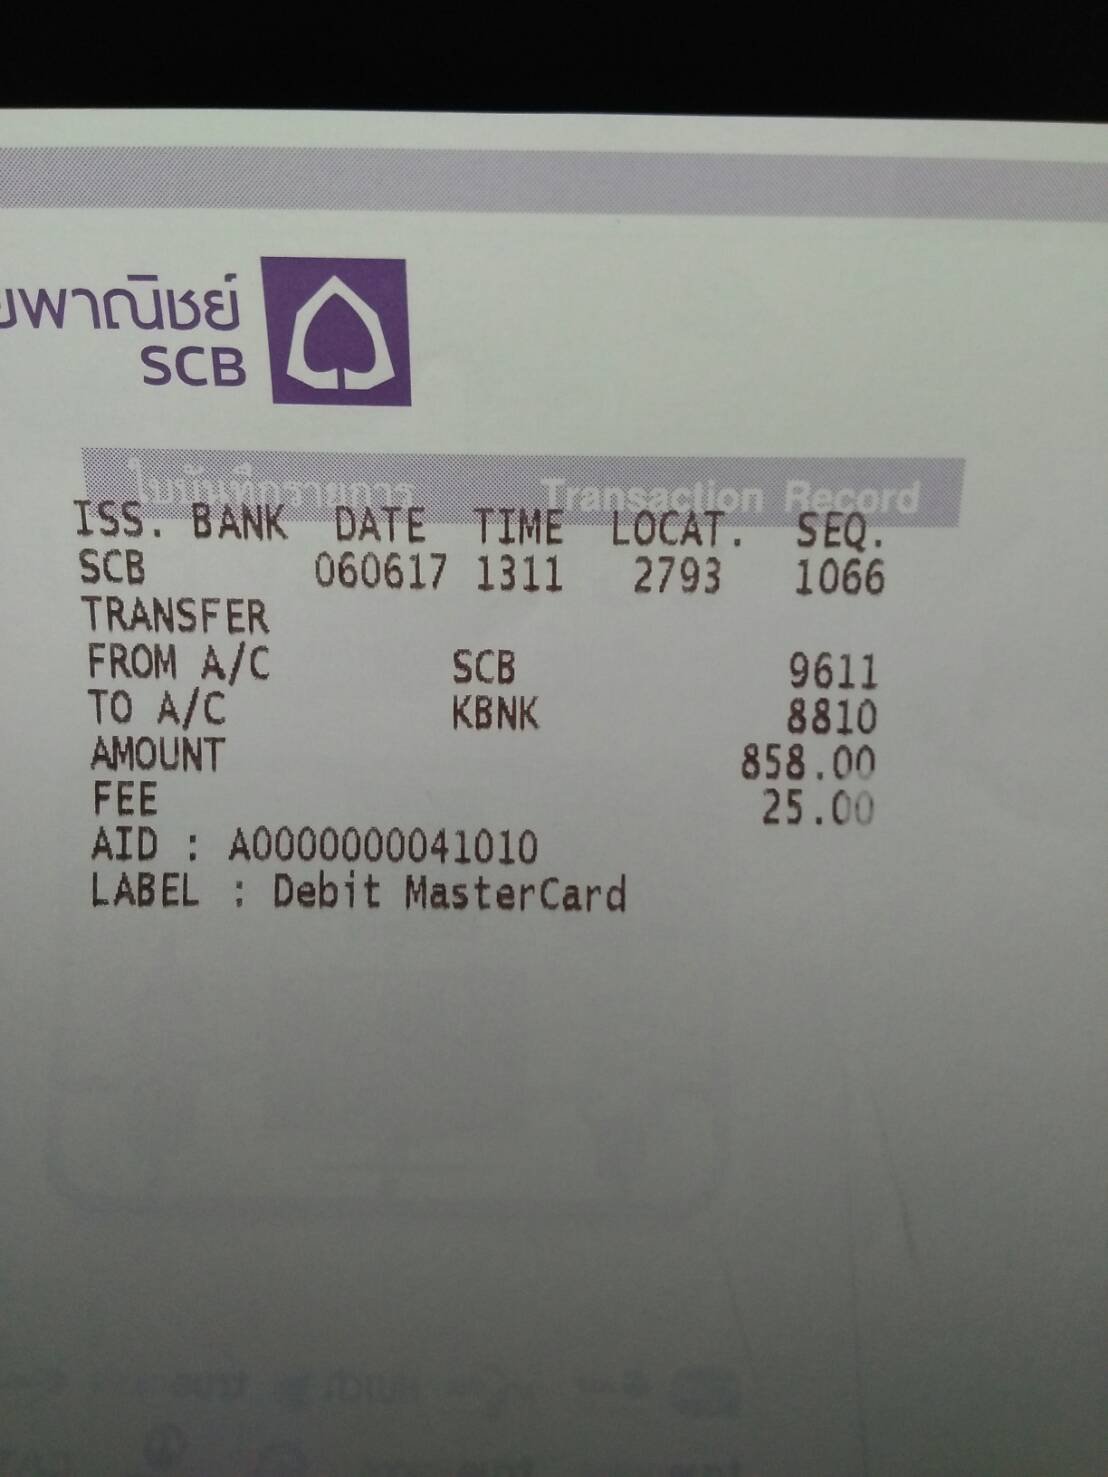 ยพาณิชย์
SCB
ใบบันทึกรายการ Transaction Record
ISS. BANK DATE TIME LOCAT. SEQ.
SCB 060617 1311 2793 1066
TRANSFER
FROM A/C SCB 9611
TO A/C KBNK 8810
AMOUNT 858.00
FEE 25.00
AID : A0000000041010
LABEL : Debit MasterCard